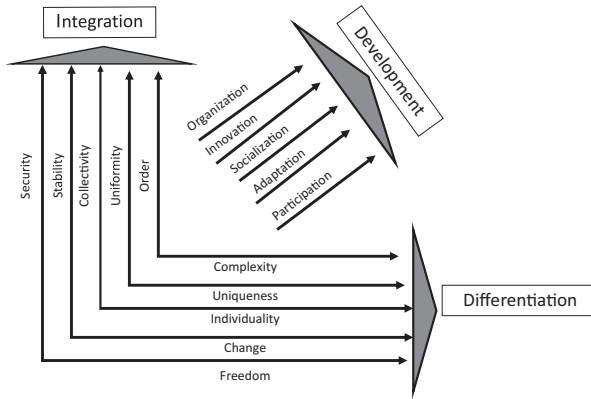 Integration
Development
Organization
Innovation
Socialization
Adaptation
Participation
Security
Stability
Collectivity
Uniformity
Order
Complexity
Uniqueness
Individuality
Change
Freedom
Differentiation